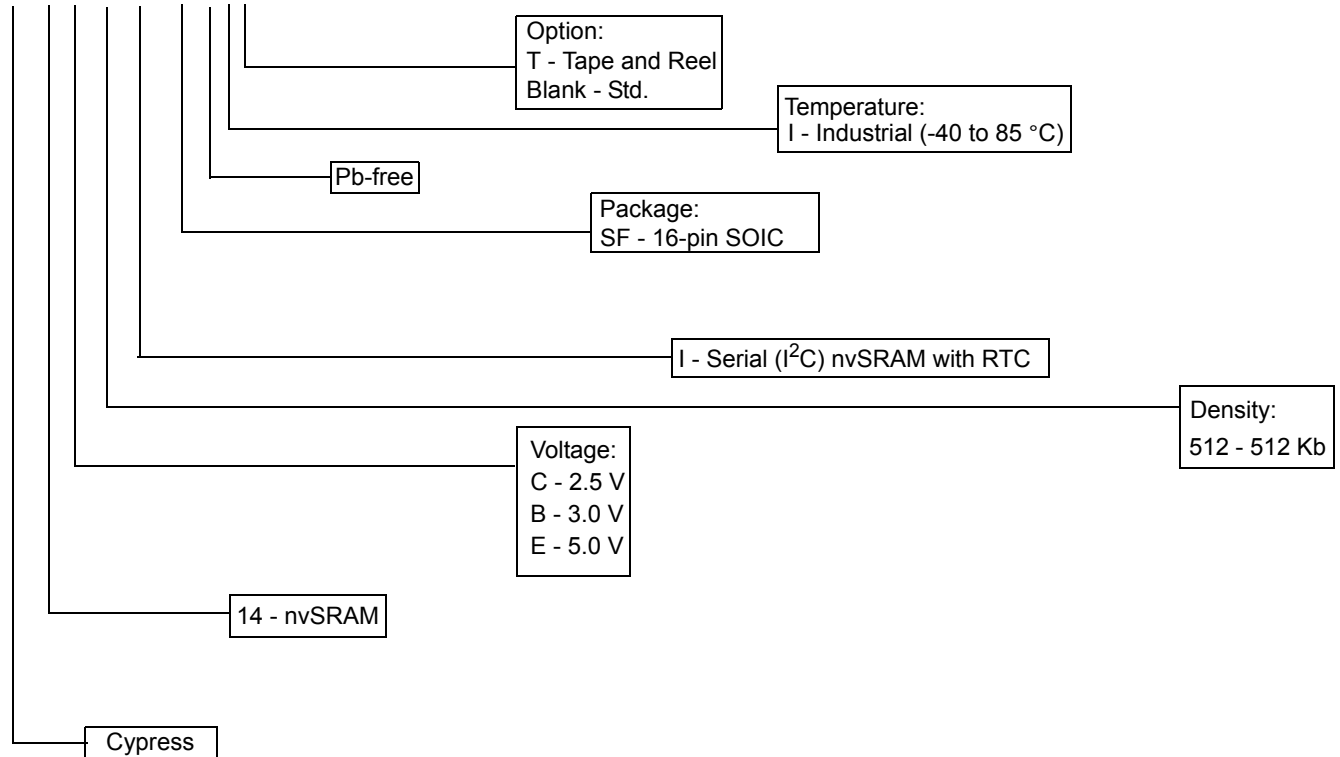 Option:
T - Tape and Reel
Blank - Std.
Temperature:
I - Industrial (-40 to 85 °C)
Pb-free
Package:
SF - 16-pin SOIC
I - Serial (I²C) nvSRAM with RTC
Density:
512 - 512 Kb
Voltage:
C - 2.5 V
B - 3.0 V
E - 5.0 V
14 - nvSRAM
Cypress